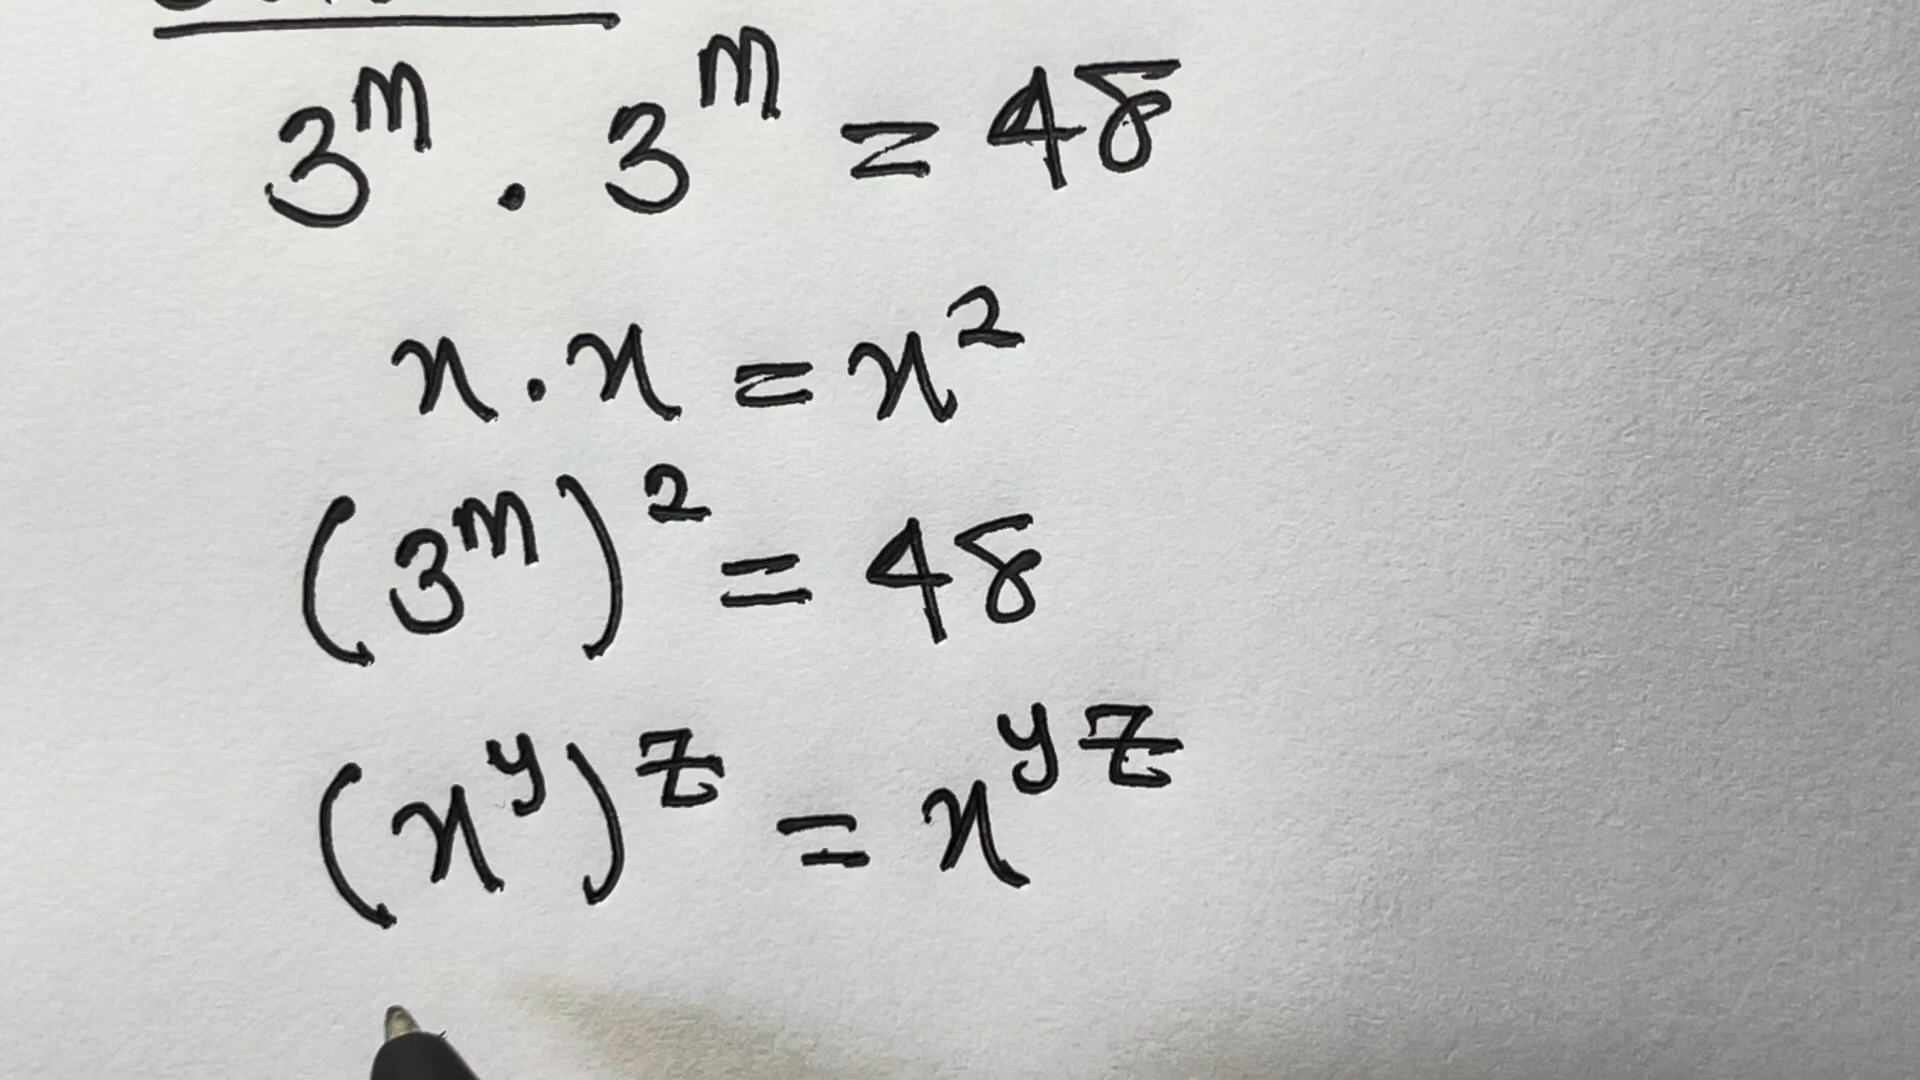 3^m . 3^m = 48
x . x = x^2
(3^m)^2 = 48
(x^y)^z = x^yz